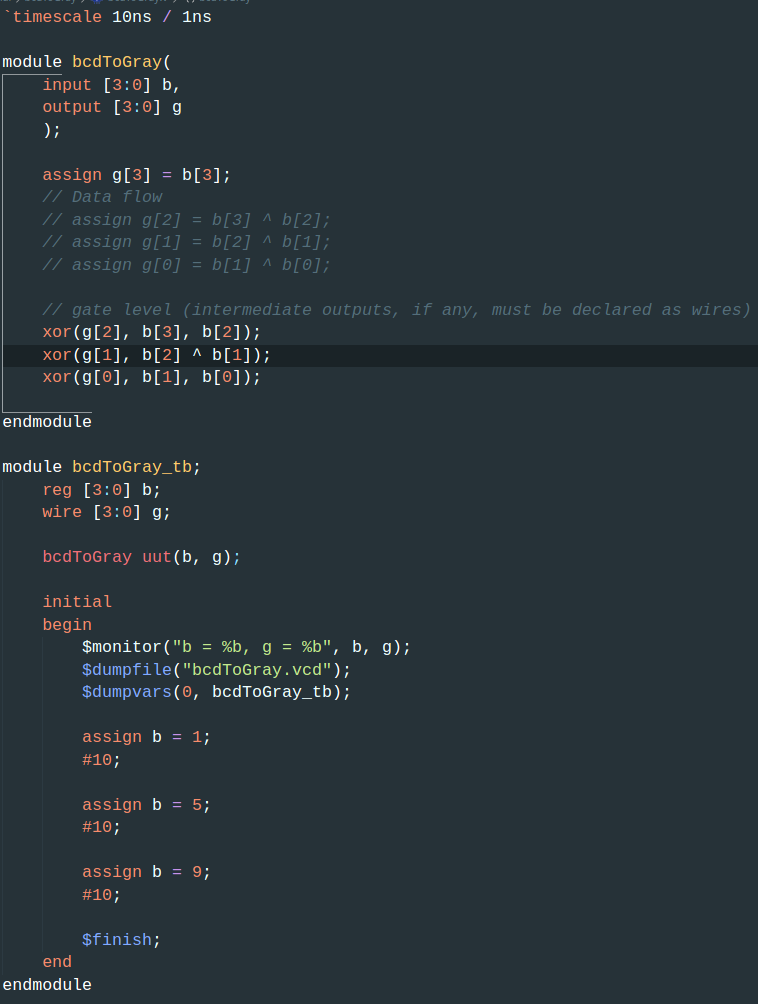 `timescale 10ns / 1ns
module bcdToGray(
input [3:0] b,
output [3:0] g
);
assign g[3] = b[3];
// Data flow
// assign g[2] = b[3] ^ b[2];
// assign g[1] = b[2] ^ b[1];
// assign g[0] = b[1] ^ b[0];
// gate level (intermediate outputs, if any, must be declared as wires)
xor(g[2], b[3], b[2]);
xor(g[1], b[2] ^ b[1]);
xor(g[0], b[1], b[0]);
endmodule
module bcdToGray_tb;
reg [3:0] b;
wire [3:0] g;
bcdToGray uut(b, g);
initial
begin
$monitor("b = %b, g = %b", b, g);
$dumpfile("bcdToGray.vcd");
$dumpvars(0, bcdToGray_tb);
assign b = 1;
#10;
assign b = 5;
#10;
assign b = 9;
#10;
$finish;
end
endmodule